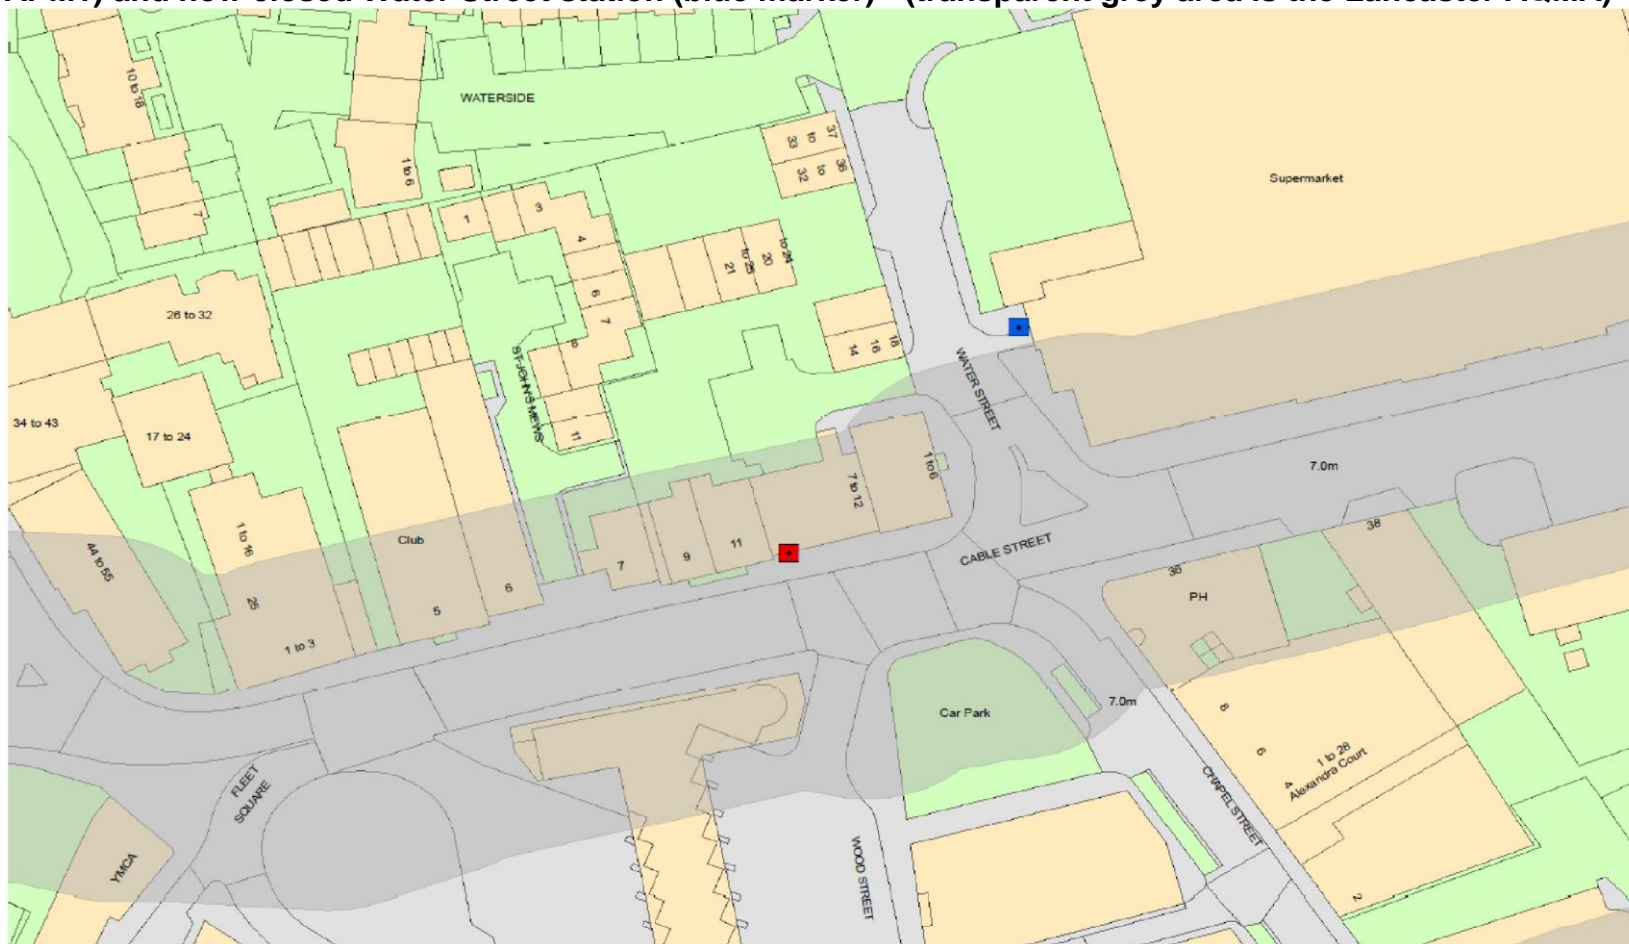 and now closed Water Street station (blue marker) - (transparent grey area is the Lancaster AQMA)
10 to 18
WATERSIDE
1 to 6
7
33 to 37
32 to 36
Supermarket
1
3
4
6
7
8
11
21 to 25
20 to 24
26 to 32
ST JOHN'S MEWS
14 16 18
WATER STREET
34 to 43
17 to 24
1 to 16
44 to 55
Club
7
9
11
7 to 12
1 to 6
7.0m
CABLE STREET
38
36
PH
5
6
1 to 3
Car Park
7.0m
8
6
4
1 to 28
Alexandra Court
2
FLEET
SQUARE
CHAPEL STREET
WOOD STREET
YMCA